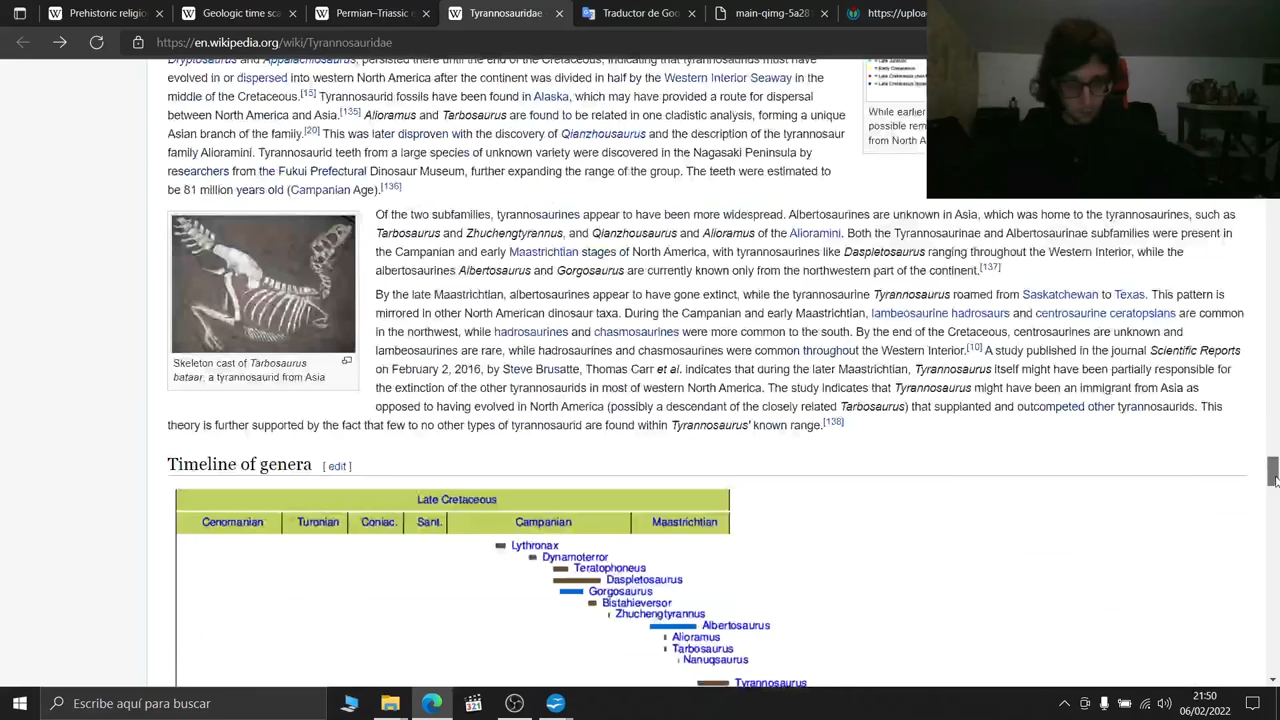 Prehistoric religi
Geologic time sca
Permian–Triassic e
Tyrannosauridae
Traductor de Goo
main-qimg-5a28
https://uploa
https://en.wikipedia.org/wiki/Tyrannosauridae
Dryptosaurus and Appalachiosaurus, persisted there until the end of the Cretaceous, indicating that tyrannosaurids must have
evolved in or dispersed into western North America after the continent was divided in half by the Western Interior Seaway in the
middle of the Cretaceous.[15] Tyrannosaurid fossils have been found in Alaska, which may have provided a route for dispersal
between North America and Asia.[135] Alioramus and Tarbosaurus are found to be related in one cladistic analysis, forming a unique
Asian branch of the family.[20] This was later disproven with the discovery of Qianzhousaurus and the description of the tyrannosaur
family Alioramini. Tyrannosaurid teeth from a large species of unknown variety were discovered in the Nagasaki Peninsula by
researchers from the Fukui Prefectural Dinosaur Museum, further expanding the range of the group. The teeth were estimated to
be 81 million years old (Campanian Age).[136]
While earlier
possible rem
from North A
Of the two subfamilies, tyrannosaurines appear to have been more widespread. Albertosaurines are unknown in Asia, which was home to the tyrannosaurines, such as
Tarbosaurus and Zhuchengtyrannus, and Qianzhousaurus and Alioramus of the Alioramini. Both the Tyrannosaurinae and Albertosaurinae subfamilies were present in
the Campanian and early Maastrichtian stages of North America, with tyrannosaurines like Daspletosaurus ranging throughout the Western Interior, while the
albertosaurines Albertosaurus and Gorgosaurus are currently known only from the northwestern part of the continent.[137]
By the late Maastrichtian, albertosaurines appear to have gone extinct, while the tyrannosaurine Tyrannosaurus roamed from Saskatchewan to Texas. This pattern is
mirrored in other North American dinosaur taxa. During the Campanian and early Maastrichtian, lambeosaurine hadrosaurs and centrosaurine ceratopsians are common
in the northwest, while hadrosaurines and chasmosaurines were more common to the south. By the end of the Cretaceous, centrosaurines are unknown and
lambeosaurines are rare, while hadrosaurines and chasmosaurines were common throughout the Western Interior.[10] A study published in the journal Scientific Reports
on February 2, 2016, by Steve Brusatte, Thomas Carr et al. indicates that during the later Maastrichtian, Tyrannosaurus itself might have been partially responsible for
the extinction of the other tyrannosaurids in most of western North America. The study indicates that Tyrannosaurus might have been an immigrant from Asia as
opposed to having evolved in North America (possibly a descendant of the closely related Tarbosaurus) that supplanted and outcompeted other tyrannosaurids. This
theory is further supported by the fact that few to no other types of tyrannosaurid are found within Tyrannosaurus' known range.[138]
Skeleton cast of Tarbosaurus
bataar, a tyrannosaurid from Asia
Timeline of genera [ edit ]
Late Cretaceous
Cenomanian Turonian Coniac. Sant. Campanian Maastrichtian
Lythronax
Dynamoterror
Teratophoneus
Daspletosaurus
Gorgosaurus
Bistahieversor
Zhuchengtyrannus
Albertosaurus
Alioramus
Tarbosaurus
Nanuqsaurus
Tyrannosaurus
Escribe aquí para buscar
321
21:50
06/02/2022